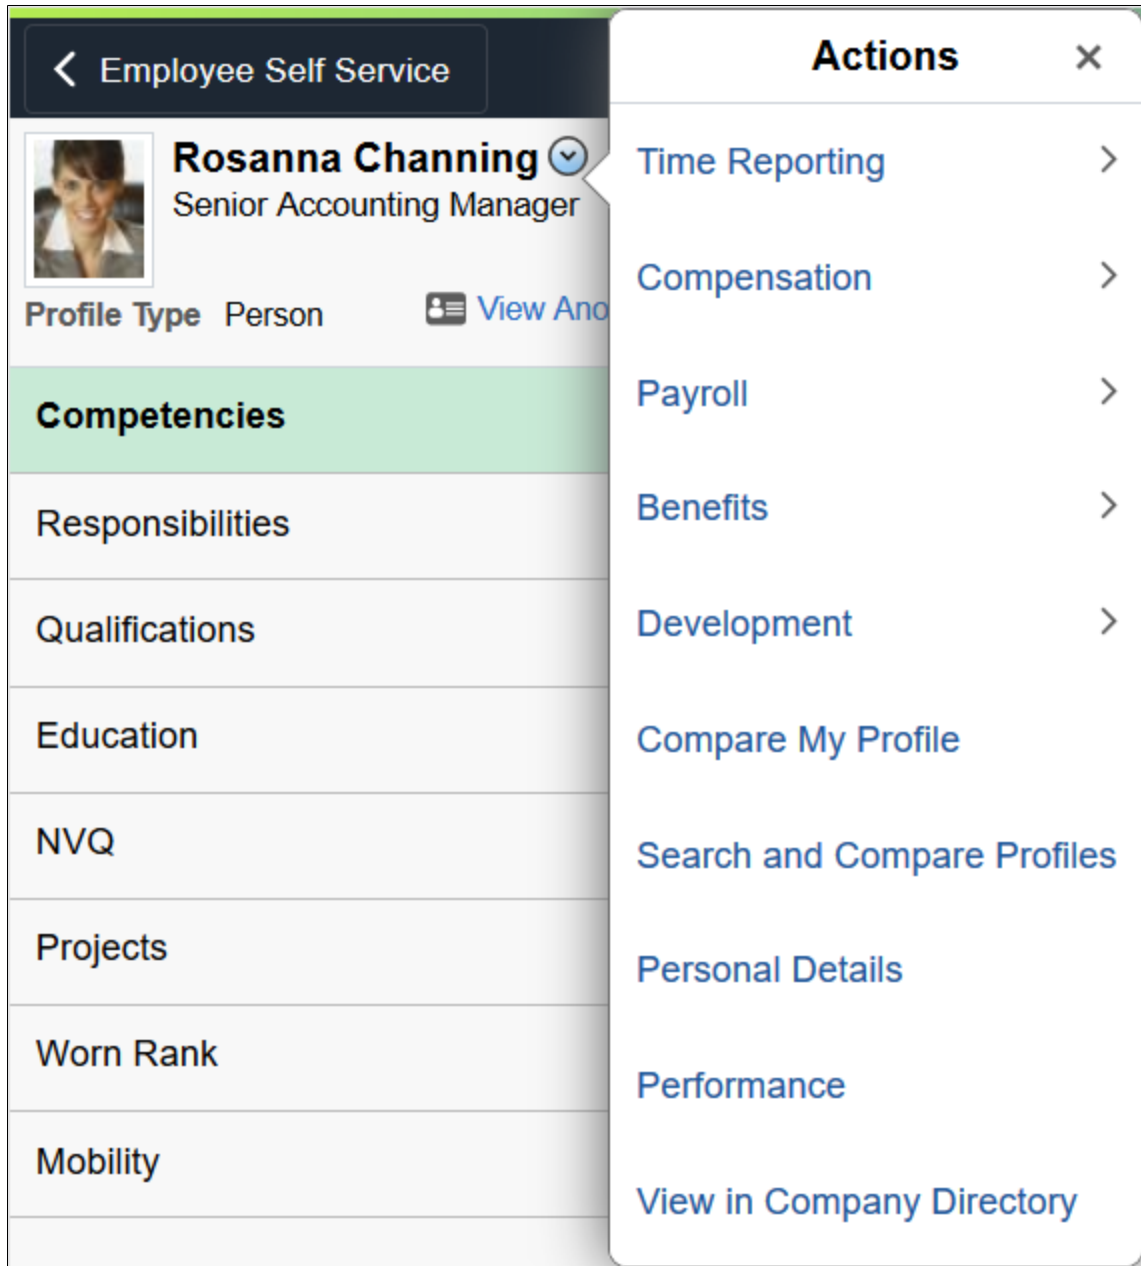 Employee Self Service
Rosanna Channing
Senior Accounting Manager
Profile Type Person
View Ano
Competencies
Responsibilities
Qualifications
Education
NVQ
Projects
Worn Rank
Mobility
Actions
Time Reporting
Compensation
Payroll
Benefits
Development
Compare My Profile
Search and Compare Profiles
Personal Details
Performance
View in Company Directory